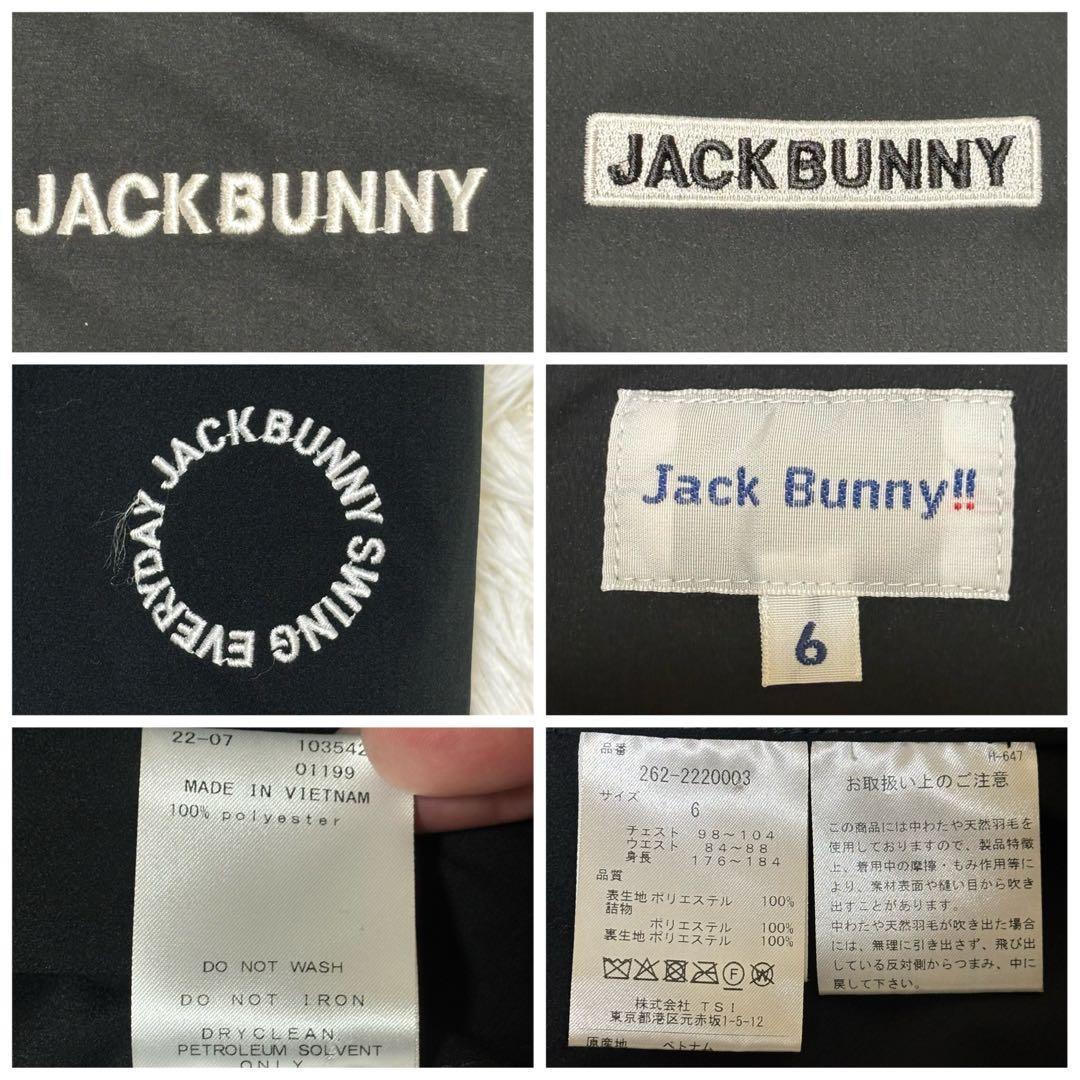 JACKBUNNY
JACKBUNNY
JACKBUNNY SWING EVERYDAY
Jack Bunny!!
6
22-07 103542
01199
MADE IN VIETNAM
100% polyester
DO NOT WASH
DO NOT IRON
DRYCLEAN
PETROLEUM SOLVENT
ONLY
品番
262-2220003
サイズ
6
チェスト 98～104
ウエスト 84～88
身長 176～184
品質
表生地 ポリエステル 100%
詰物
ポリエステル 100%
裏生地 ポリエステル 100%
F
W
株式会社 TSI
東京都港区元赤坂1-5-12
原産地 ベトナム
H-647
お取扱い上のご注意
この商品には中わたや天然羽毛を
使用しておりますので、製品特徴
上、着用中の摩擦・もみ作用等に
より、素材表面や縫い目から吹き
出すことがあります。
中わたや天然羽毛が吹き出た場合
には、無理に引き出さず、飛び出
している反対側からつまみ、中に
戻して下さい。